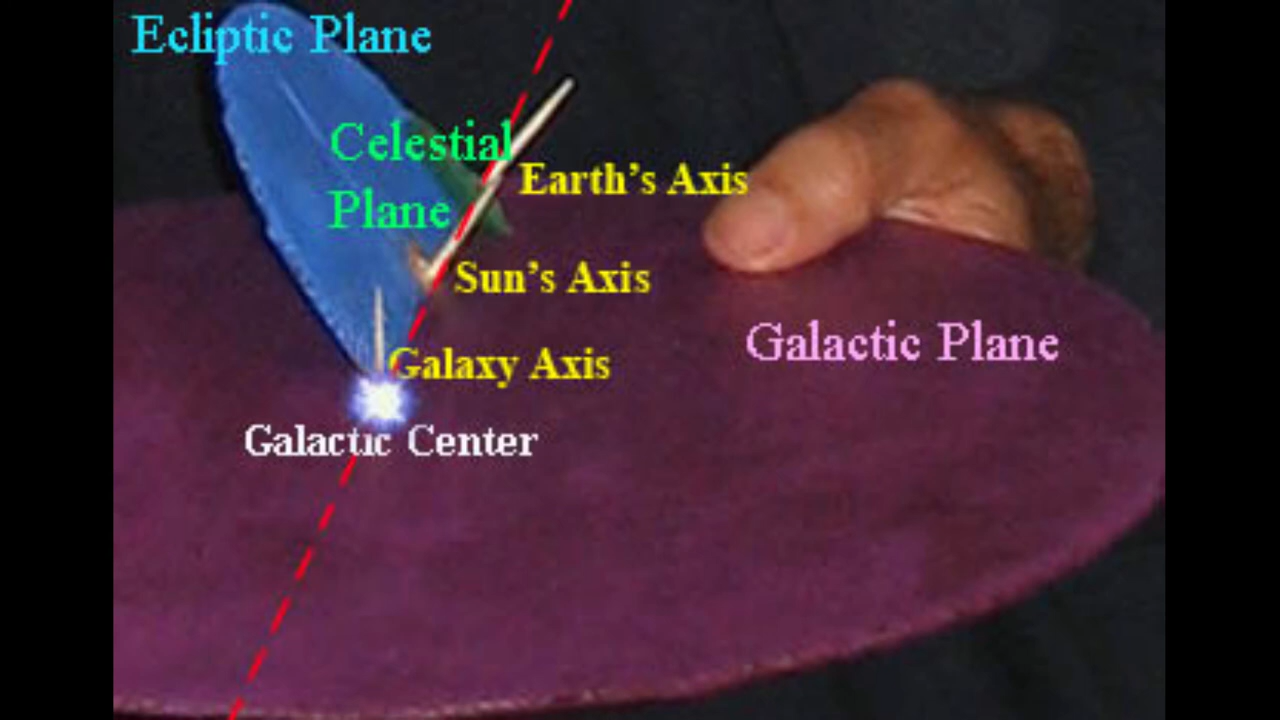 Ecliptic Plane
Celestial
Plane
Earth's Axis
Sun's Axis
Galaxy Axis
Galactic Plane
Galactic Center